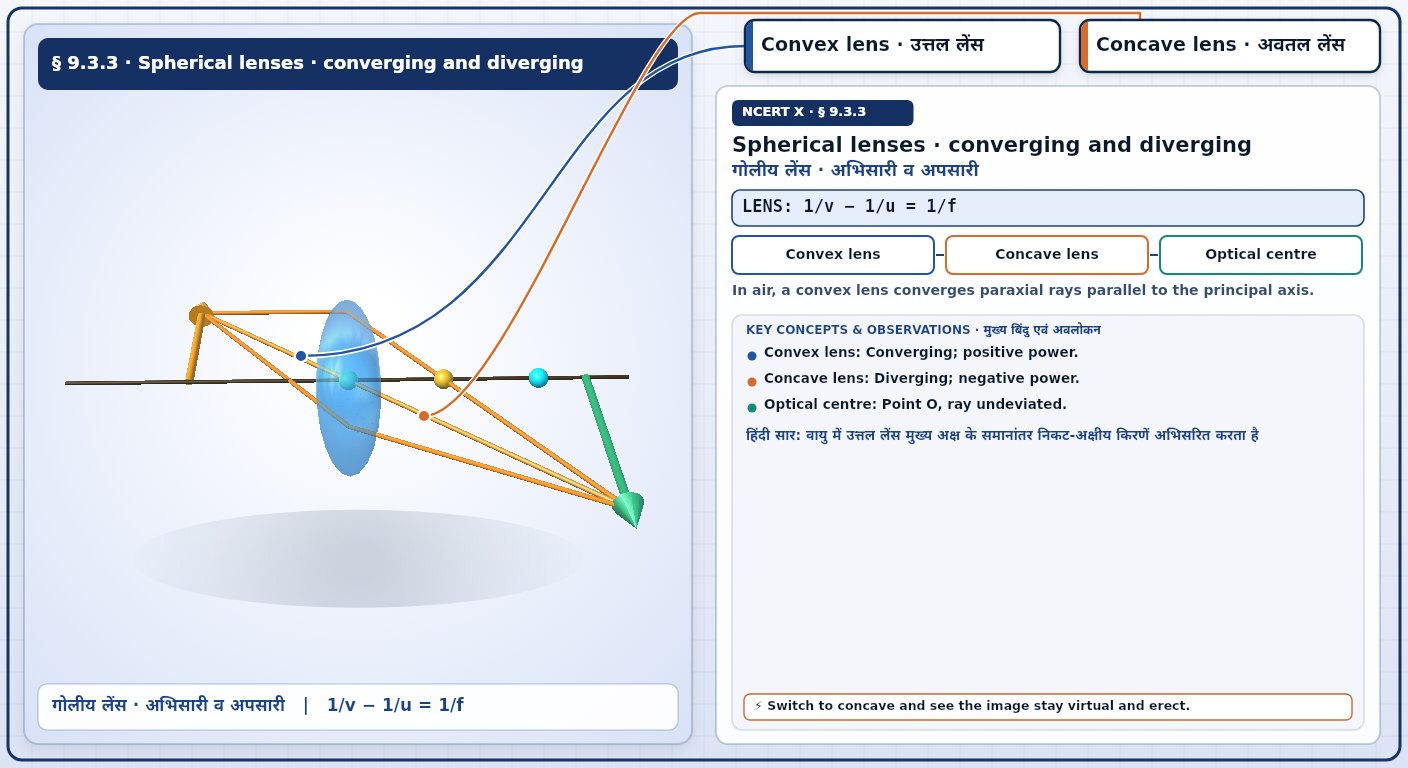 § 9.3.3 · Spherical lenses · converging and diverging
Convex lens · उत्तल लेंस
Concave lens · अवतल लेंस
NCERT X · § 9.3.3
Spherical lenses · converging and diverging
गोलीय लेंस · अभिसारी व अपसारी
LENS: 1/v − 1/u = 1/f
Convex lens
Concave lens
Optical centre
In air, a convex lens converges paraxial rays parallel to the principal axis.
KEY CONCEPTS & OBSERVATIONS · मुख्य बिंदु एवं अवलोकन
Convex lens: Converging; positive power.
Concave lens: Diverging; negative power.
Optical centre: Point O, ray undeviated.
हिंदी सार: वायु में उत्तल लेंस मुख्य अक्ष के समानांतर निकट-अक्षीय किरणें अभिसरित करता है
⚡ Switch to concave and see the image stay virtual and erect.
गोलीय लेंस · अभिसारी व अपसारी | 1/v − 1/u = 1/f